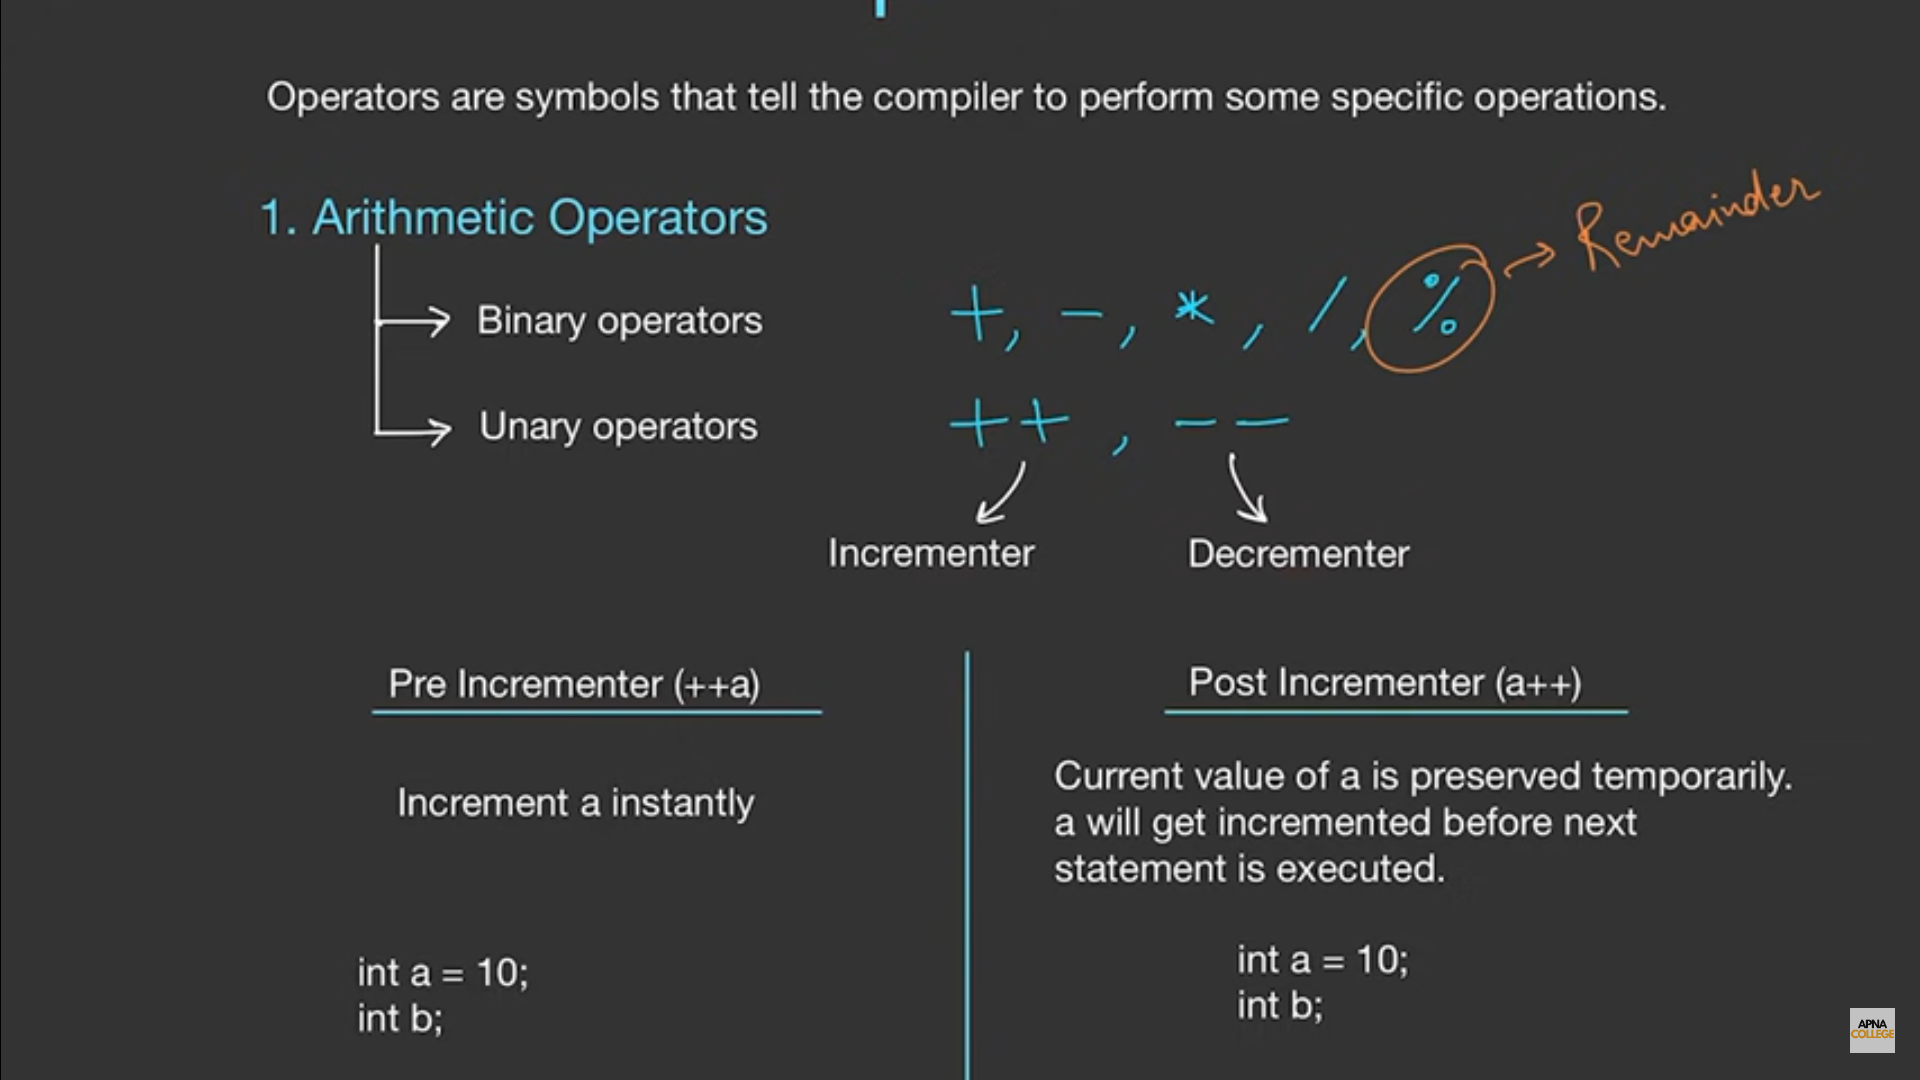 Operators are symbols that tell the compiler to perform some specific operations.
1. Arithmetic Operators
Remainder
Binary operators
+, -, *, /, %
Unary operators
++, --
Incrementer
Decrementer
Pre Incrementer (++a)
Post Incrementer (a++)
Increment a instantly
Current value of a is preserved temporarily.
a will get incremented before next
statement is executed.
int a = 10;
int b;
int a = 10;
int b;
APNA
COLLEGE